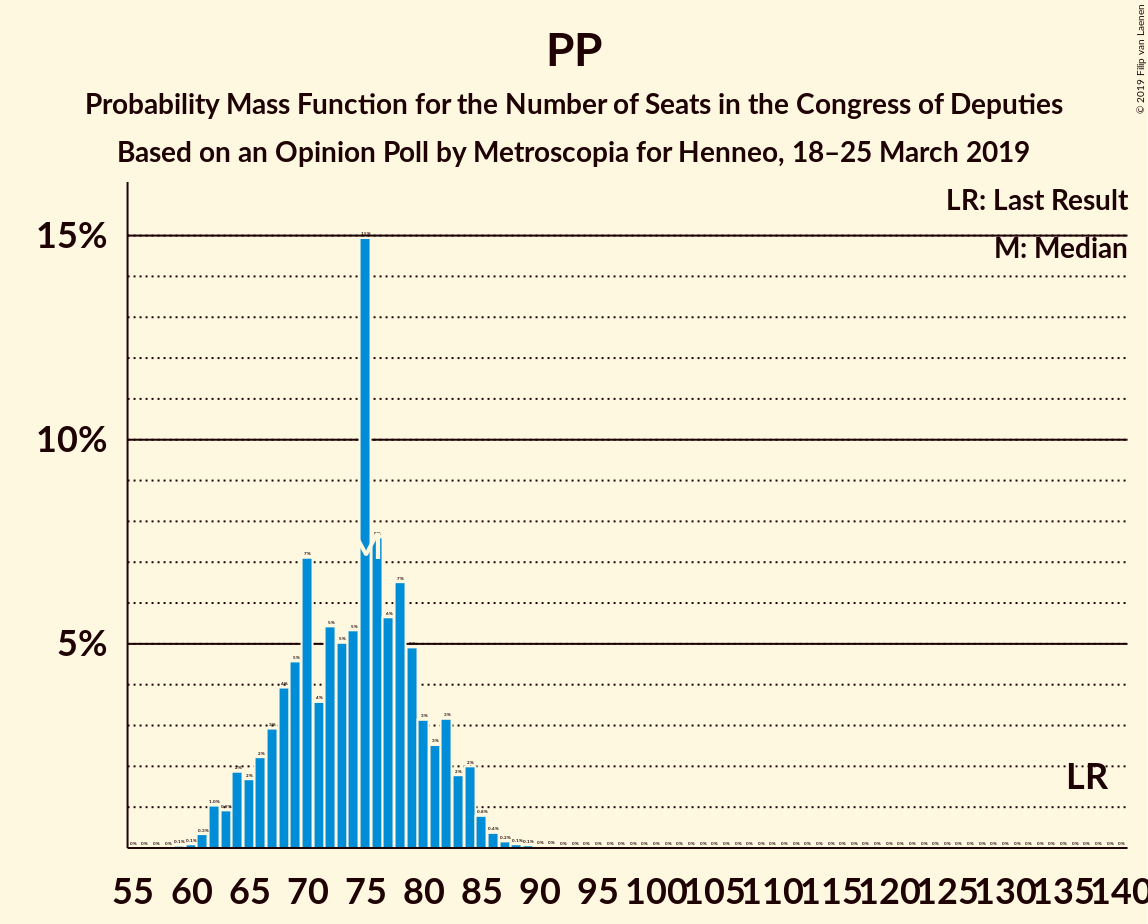 PP
Probability Mass Function for the Number of Seats in the Congress of Deputies
Based on an Opinion Poll by Metroscopia for Henneo, 18–25 March 2019
© 2019 Filip van Laenen
LR: Last Result
M: Median
15%
10%
5%
M
LR
55 60 65 70 75 80 85 90 95 100 105 110 115 120 125 130 135 140